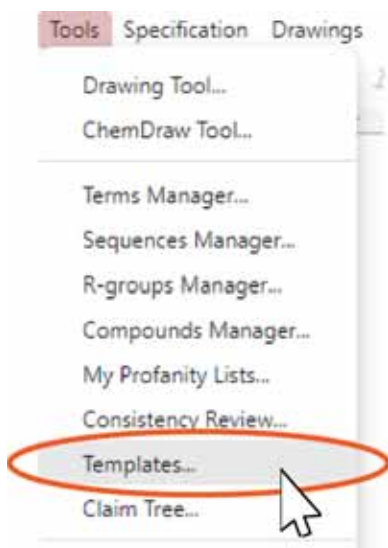 Tools Specification Drawings
Drawing Tool...
ChemDraw Tool...
Terms Manager...
Sequences Manager...
R-groups Manager...
Compounds Manager...
My Profanity Lists...
Consistency Review...
Templates...
Claim Tree...